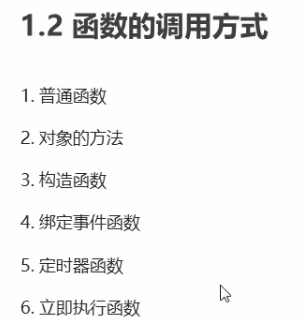 1.2 函数的调用方式
1. 普通函数
2. 对象的方法
3. 构造函数
4. 绑定事件函数
5. 定时器函数
6. 立即执行函数